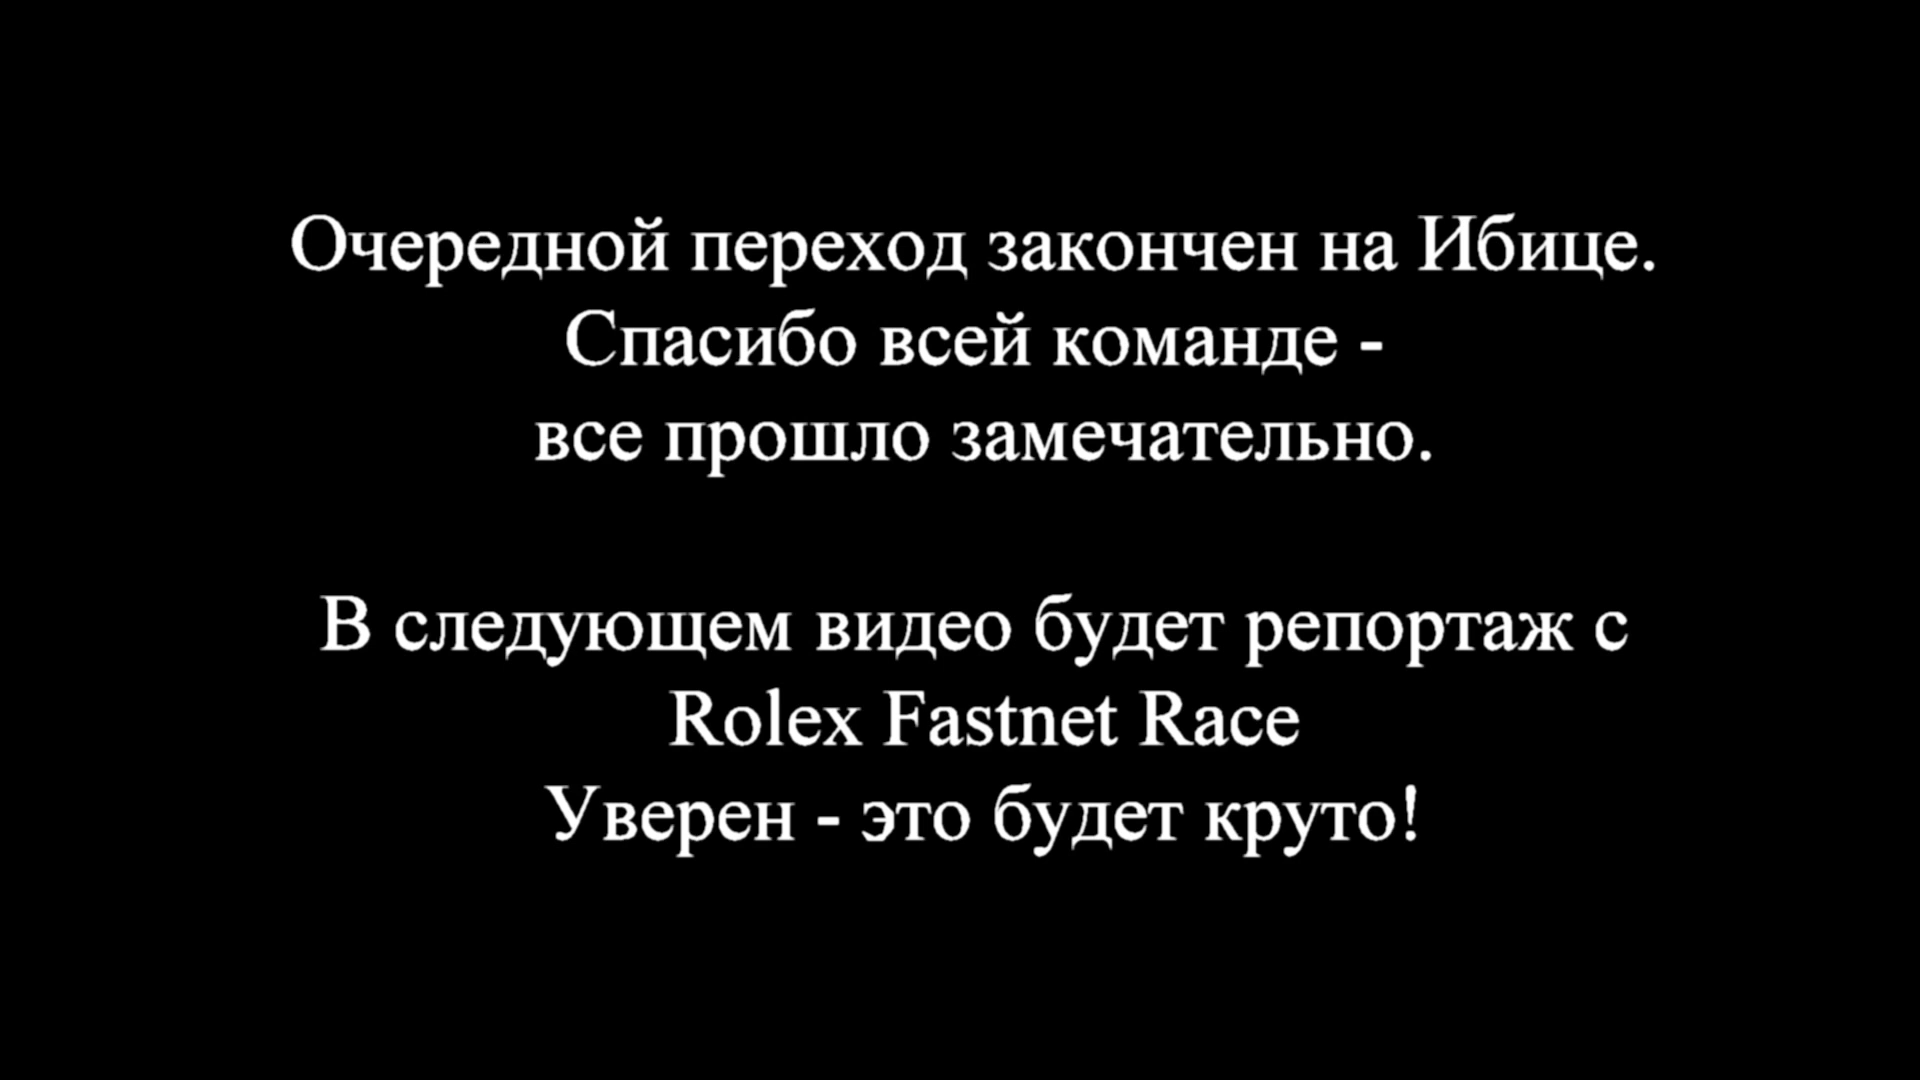 Очередной переход закончен на Ибице.
Спасибо всей команде -
все прошло замечательно.
В следующем видео будет репортаж с
Rolex Fastnet Race
Уверен - это будет круто!